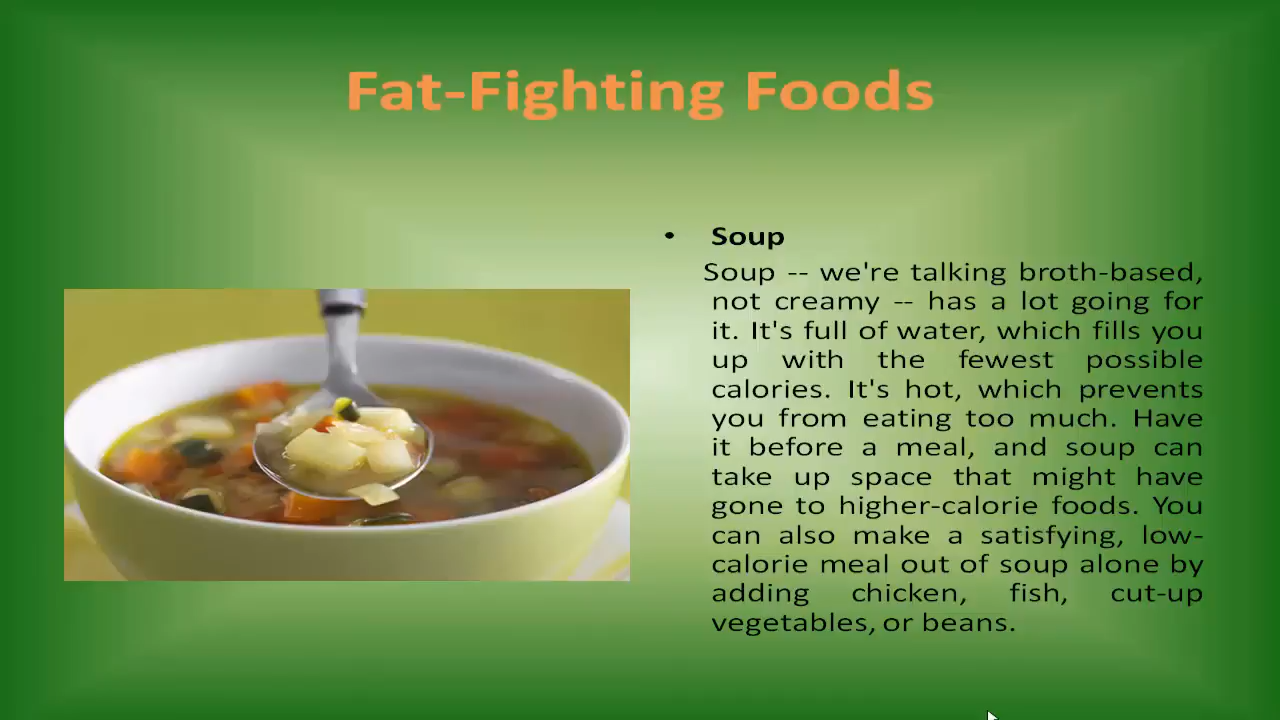 Fat-Fighting Foods
• Soup
Soup -- we're talking broth-based,
not creamy -- has a lot going for
it. It's full of water, which fills you
up with the fewest possible
calories. It's hot, which prevents
you from eating too much. Have
it before a meal, and soup can
take up space that might have
gone to higher-calorie foods. You
can also make a satisfying, low-
calorie meal out of soup alone by
adding chicken, fish, cut-up
vegetables, or beans.